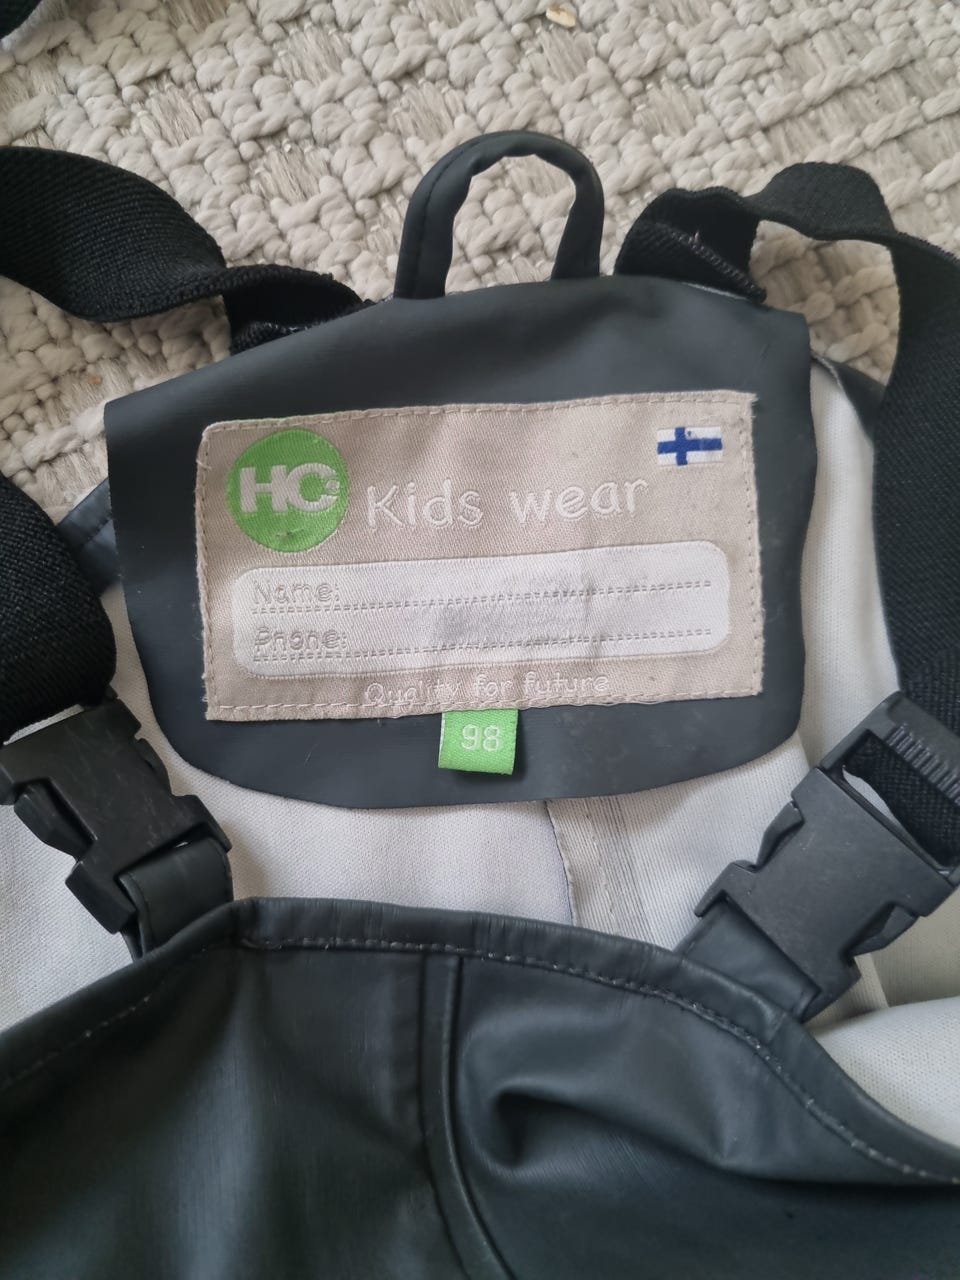 HC
Kids wear
Name:
Phone:
Quality for future
98